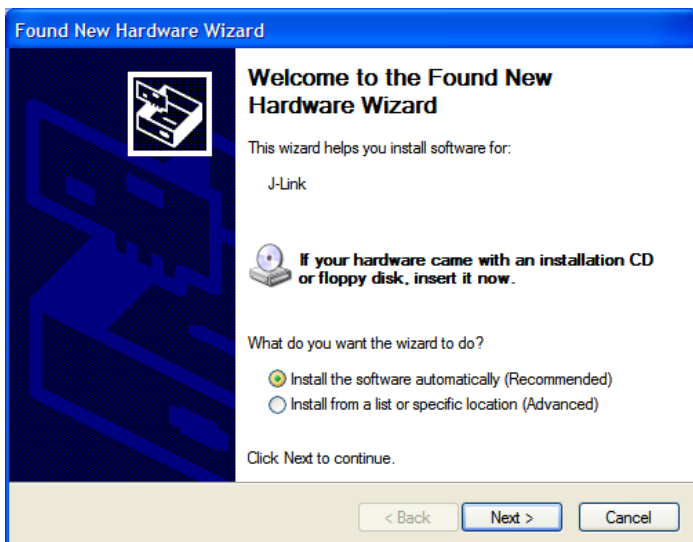 Found New Hardware Wizard
Welcome to the Found New
Hardware Wizard
This wizard helps you install software for:
J-Link
If your hardware came with an installation CD
or floppy disk, insert it now.
What do you want the wizard to do?
Install the software automatically (Recommended)
Install from a list or specific location (Advanced)
Click Next to continue.
< Back Next > Cancel